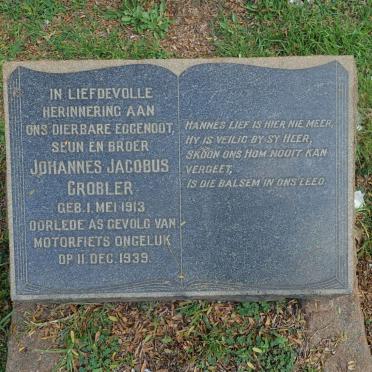 IN LIEFDEVOLLE
HERINNERING AAN
ONS DIERBARE EGGENOOT,
SEUN EN BROER
JOHANNES JACOBUS
GROBLER,
GEB. 1. MEI 1913
OORLEDE AS GEVOLG VAN
MOTORFIETS ONGELUK
OP 11. DEC. 1939.
HANNES LIEF IS HIER NIE MEER,
HY IS VEILIG BY SY HEER,
SKOON ONS HOM NOOIT KAN
VERGEET,
IS DIE BALSEM IN ONS LEED.